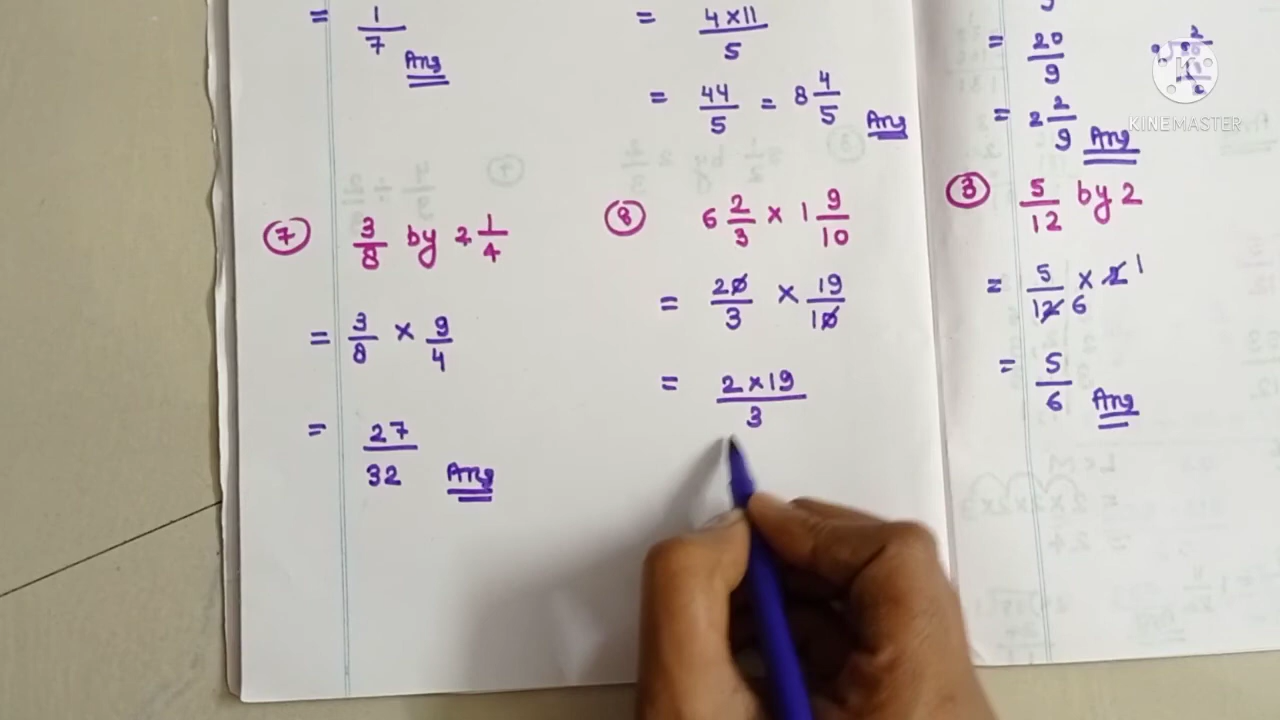 = 1/7 Ans
= 4×11/5
= 44/5 = 8 4/5 Ans
⑦ 3/8 by 2 1/4
= 3/8 × 9/4
= 27/32 Ans
⑧ 6 2/3 × 1 9/10
= 20/3 × 19/10
= 2×19/3
= 20/9
= 2 2/9 Ans
③ 5/12 by 2
= 5/12 6 × 2 1
= 5/6 Ans
KINEMASTER